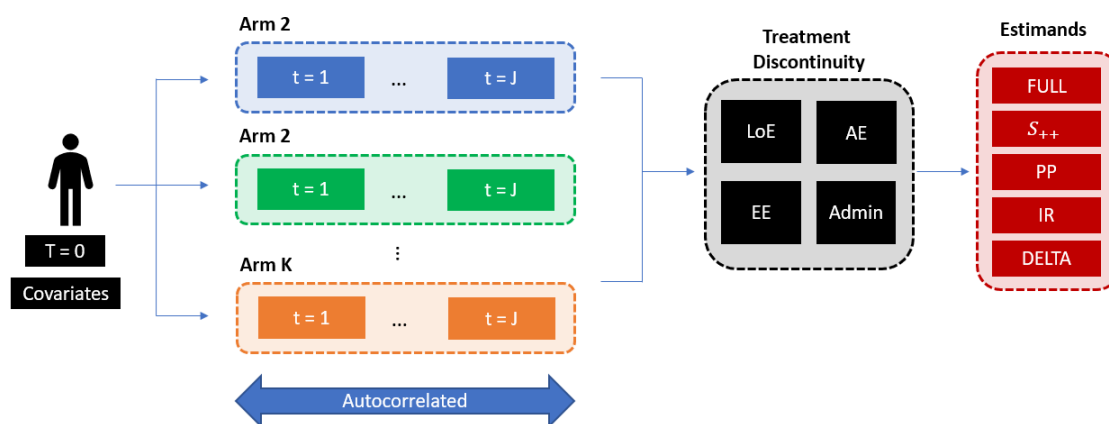 T = 0
Covariates
Arm 2
t = 1 ... t = J
Arm 2
t = 1 ... t = J
⋮
Arm K
t = 1 ... t = J
Autocorrelated
Treatment
Discontinuity
LoE AE
EE Admin
Estimands
FULL
S₊₊
PP
IR
DELTA